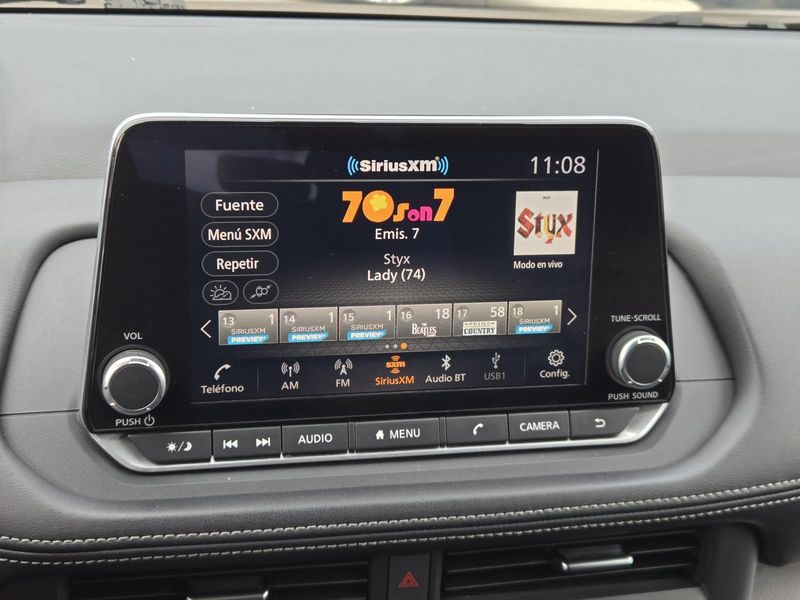 SiriusXM
11:08
Fuente
70s on 7
Styx
Menú SXM
Emis. 7
Repetir
Styx
Lady (74)
Modo en vivo
13 1
SIRIUSXM
PREVIEW
14 1
SIRIUSXM
PREVIEW
15 1
SIRIUSXM
PREVIEW
16 18
THE BEATLES
17 58
PRIME
COUNTRY
18 1
SIRIUSXM
PREVIEW
VOL
TUNE·SCROLL
Teléfono
AM
FM
sxm
SiriusXM
Audio BT
USB1
Config.
PUSH
PUSH SOUND
AUDIO
MENU
CAMERA